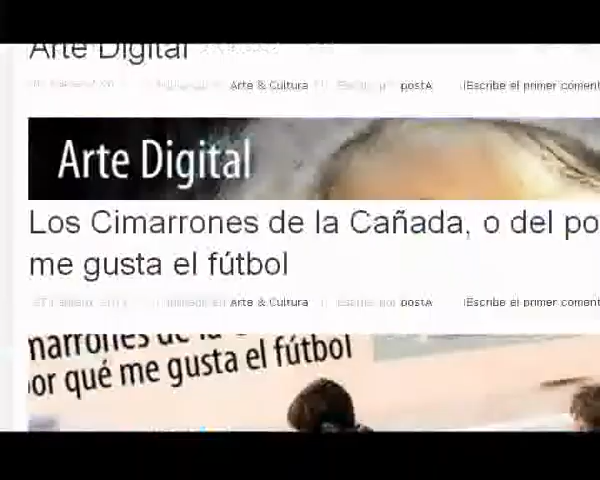 Arte Digital
Arte & Cultura postA ¡Escribe el primer coment
Arte Digital
Los Cimarrones de la Cañada, o del po
me gusta el fútbol
Arte & Cultura postA ¡Escribe el primer coment
marrones de la
or qué me gusta el fútbol